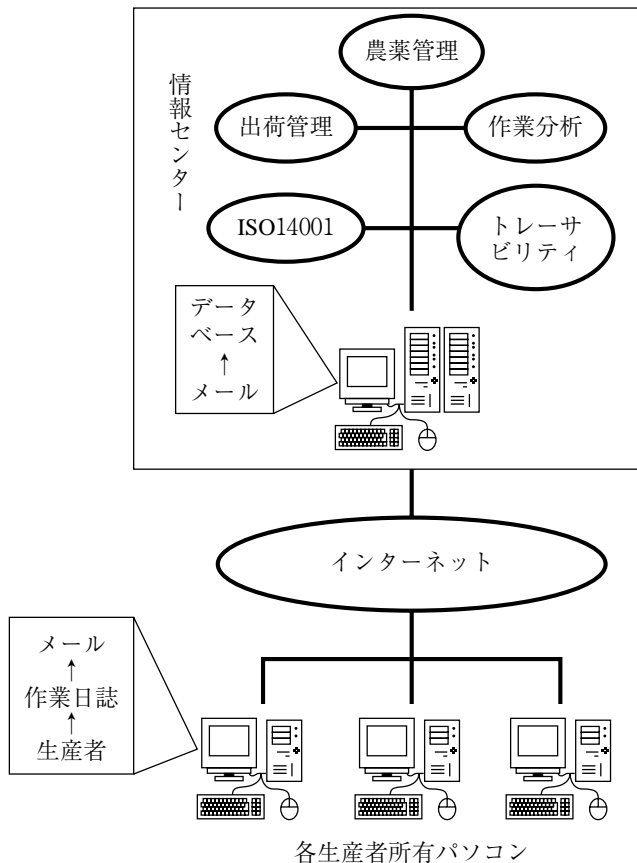 情報センター
農薬管理
出荷管理
作業分析
ISO14001
トレーサ
ビリティ
データ
ベース
↑
メール
インターネット
メール
↑
作業日誌
↑
生産者
各生産者所有パソコン